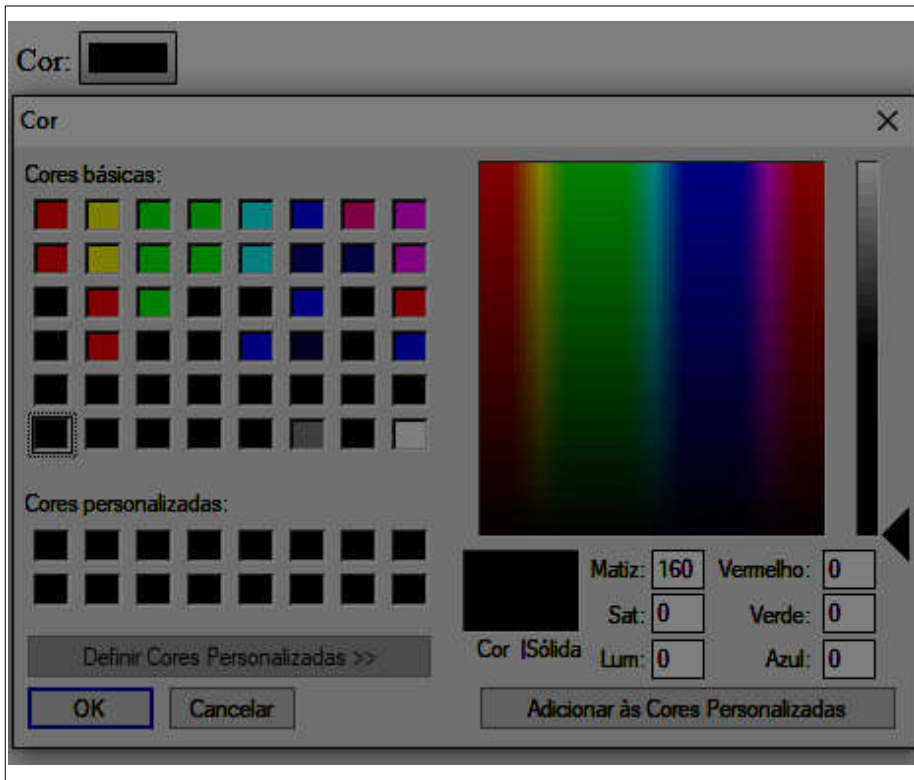 Cor:
Cor
Cores básicas:
Cores personalizadas:
Definir Cores Personalizadas >>
OK Cancelar
Matiz: 160 Vermelho: 0
Sat: 0 Verde: 0
Cor |Sólida Lum: 0 Azul: 0
Adicionar às Cores Personalizadas